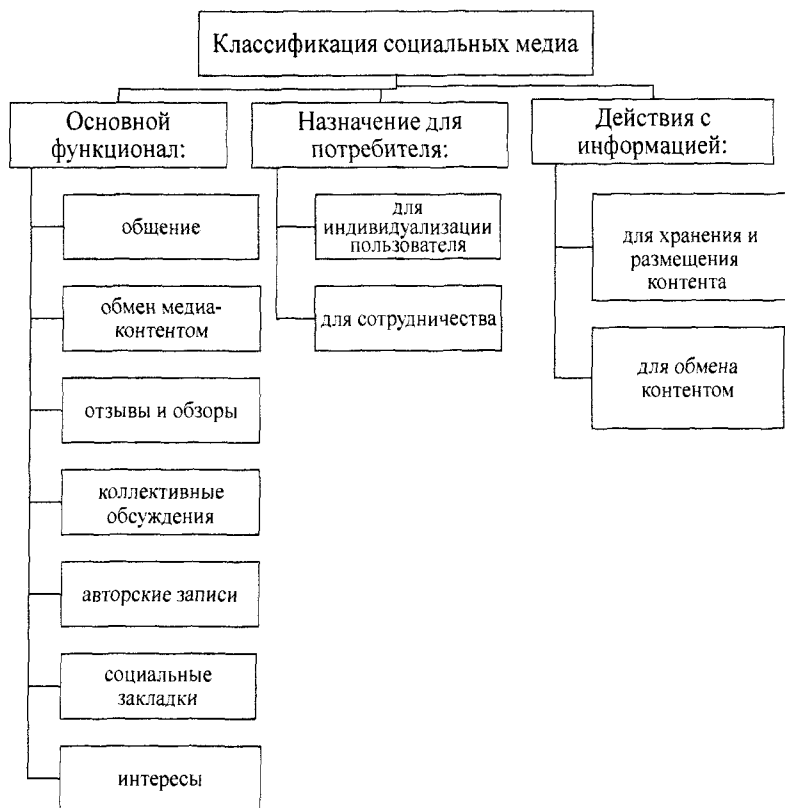 Классификация социальных медиа
Основной
функционал:
общение
обмен медиа-
контентом
отзывы и обзоры
коллективные
обсуждения
авторские записи
социальные
закладки
интересы
Назначение для
потребителя:
для
индивидуализации
пользователя
для сотрудничества
Действия с
информацией:
для хранения и
размещения
контента
для обмена
контентом